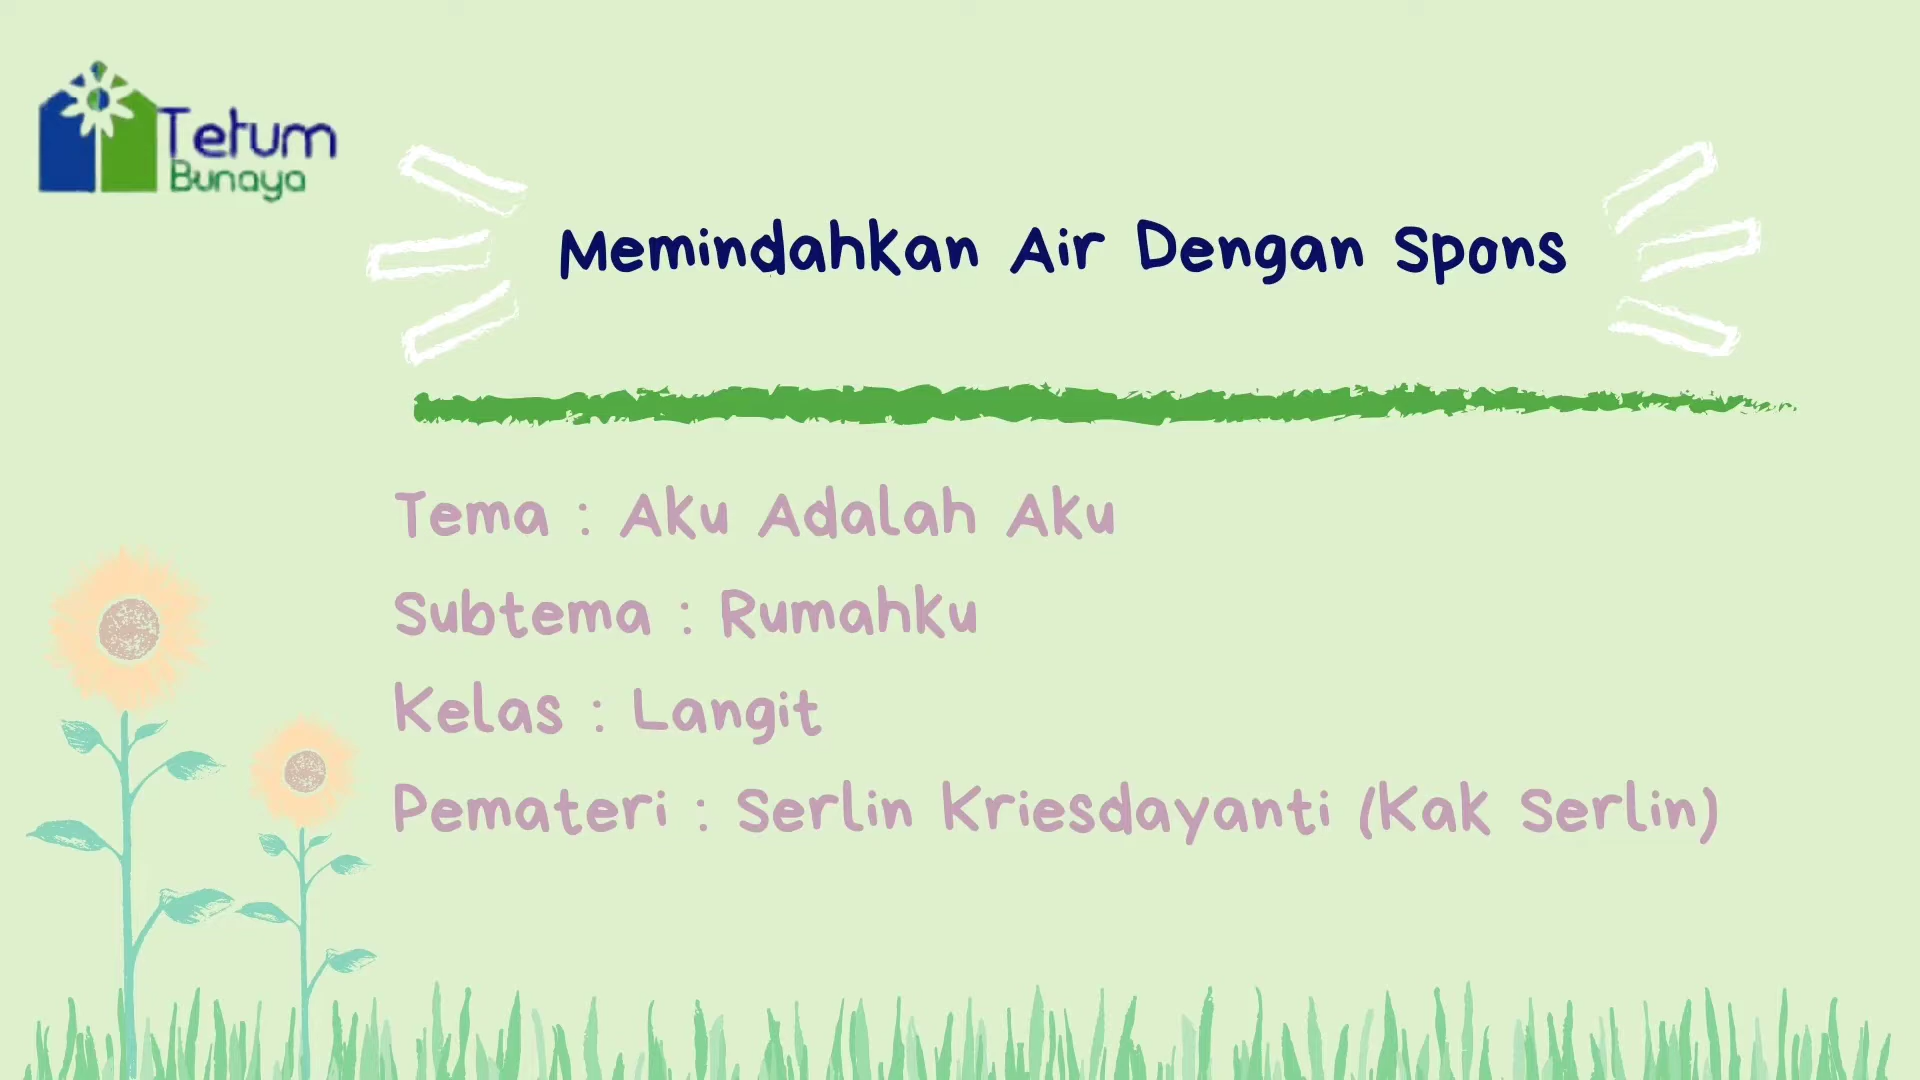 Tetum
Bunaya
Memindahkan Air Dengan Spons
Tema : Aku Adalah Aku
Subtema : Rumahku
Kelas : Langit
Pemateri : Serlin Kriesdayanti (Kak Serlin)